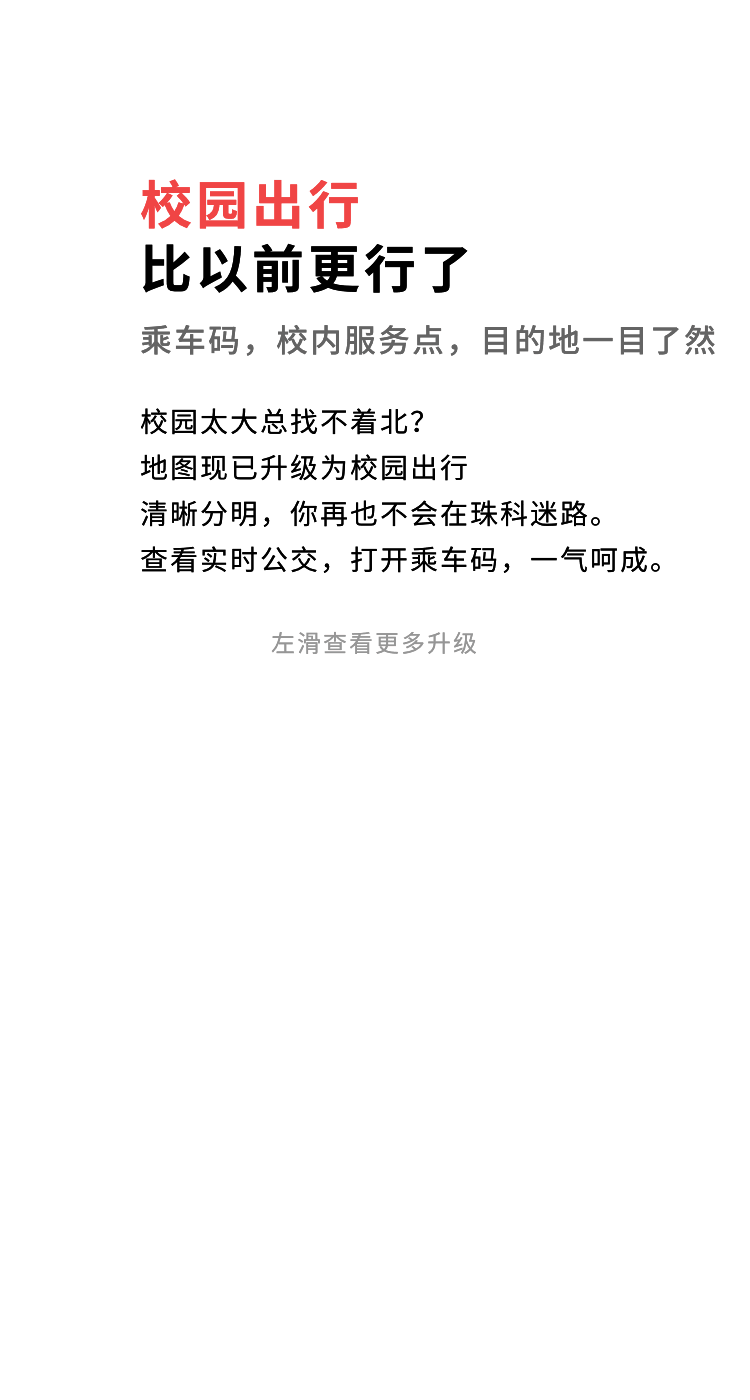 校园出行
比以前更行了
乘车码，校内服务点，目的地一目了然
校园太大总找不着北？
地图现已升级为校园出行
清晰分明，你再也不会在珠科迷路。
查看实时公交，打开乘车码，一气呵成。
左滑查看更多升级